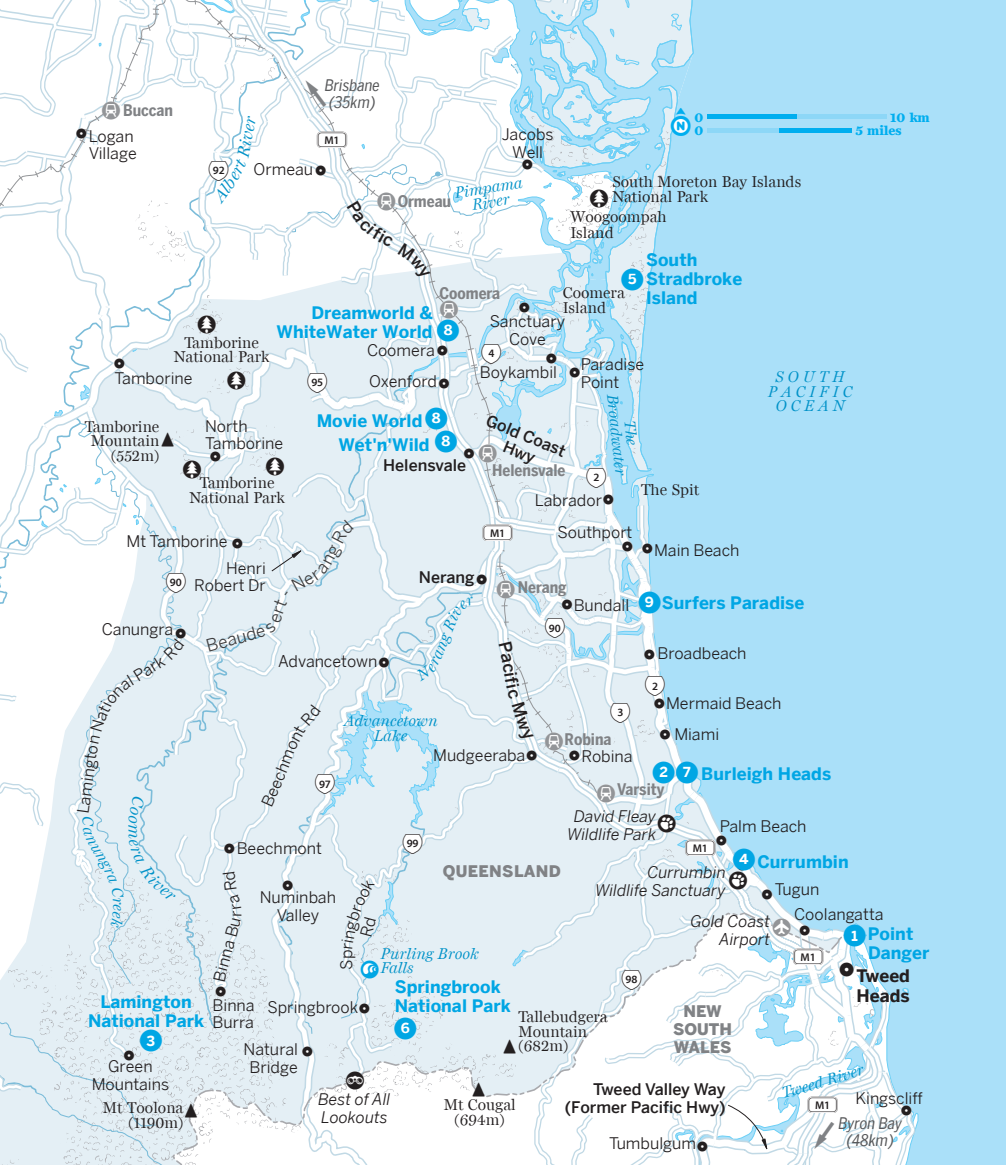 Brisbane
(35km)
Buccan
Logan
Village
M1
Jacobs
Well
N
0
10 km
0
5 miles
92
Albert River
Ormeau
Ormeau
Pimpama
River
South Moreton Bay Islands
National Park
Woogoompah
Island
Pacific Mwy
South
Stradbroke
Island
5
Coomera
Coomera
Island
Dreamworld &
WhiteWater World
8
Sanctuary
Cove
Tamborine
National Park
Coomera
4
Boykambil
Paradise
Point
Tamborine
95
Oxenford
SOUTH
PACIFIC
OCEAN
The
Broadwater
Movie World
8
Wet'n'Wild
8
Gold Coast
Hwy
Tamborine
Mountain
(552m)
North
Tamborine
Helensvale
Helensvale
Tamborine
National Park
2
The Spit
Labrador
Mt Tamborine
M1
Southport
Main Beach
Henri
Robert Dr
Beaudesert - Nerang Rd
90
Nerang
Nerang
Bundall
9
Surfers Paradise
Canungra
90
Nerang River
Advancetown
Broadbeach
Lamington National Park Rd
Pacific Mwy
2
Mermaid Beach
3
Beechmont Rd
Advancetown
Lake
Miami
Robina
Mudgeeraba
Robina
2
7
Burleigh Heads
97
Varsity
David Fleay
Wildlife Park
Palm Beach
Coomera River
Canungra Creek
99
M1
Beechmont
4
Currumbin
QUEENSLAND
Currumbin
Wildlife Sanctuary
Tugun
Numinbah
Valley
Binna Burra Rd
Springbrook
Rd
Coolangatta
Gold Coast
Airport
1
Point
Danger
M1
Purling Brook
Falls
Tweed
Heads
98
Springbrook
National Park
6
Lamington
National Park
3
Binna
Burra
Springbrook
NEW
SOUTH
WALES
Tallebudgera
Mountain
(682m)
Green
Mountains
Natural
Bridge
Best of All
Lookouts
Mt Toolona
(1190m)
Mt Cougal
(694m)
Tweed River
Tweed Valley Way
(Former Pacific Hwy)
M1
Kingscliff
Byron Bay
(48km)
Tumbulgum